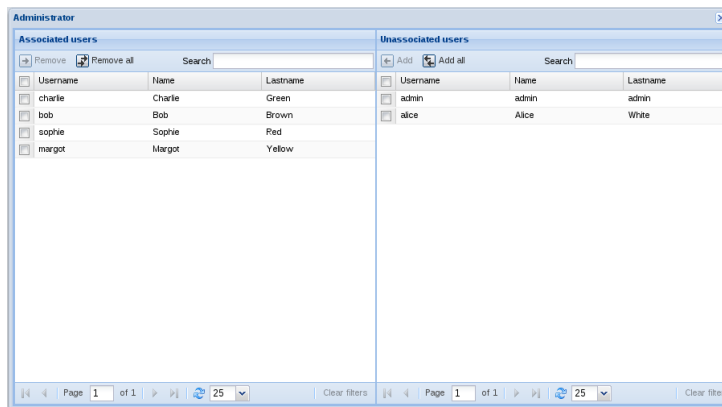 Administrator
Associated users
Remove Remove all Search
Username Name Lastname
charlie Charlie Green
bob Bob Brown
sophie Sophie Red
margot Margot Yellow
Page 1 of 1 25 Clear filters
Unassociated users
Add Add all Search
Username Name Lastname
admin admin admin
alice Alice White
Page 1 of 1 25 Clear filte